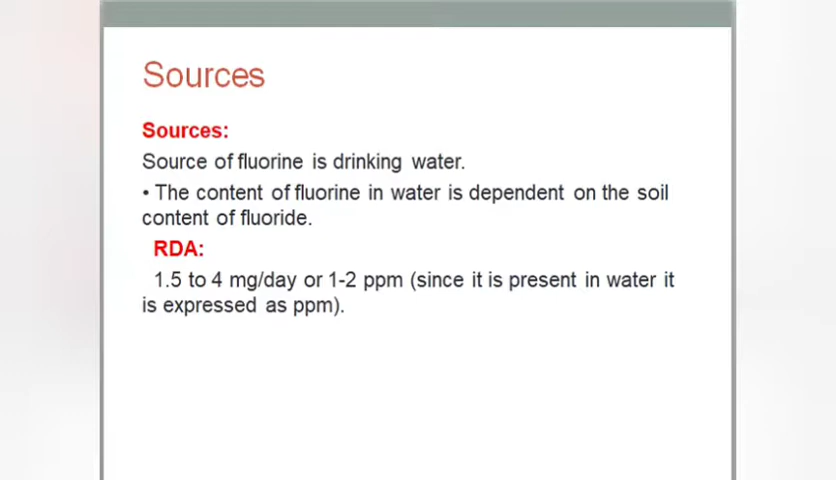 Sources
Sources:
Source of fluorine is drinking water.
• The content of fluorine in water is dependent on the soil
content of fluoride.
RDA:
1.5 to 4 mg/day or 1-2 ppm (since it is present in water it
is expressed as ppm).